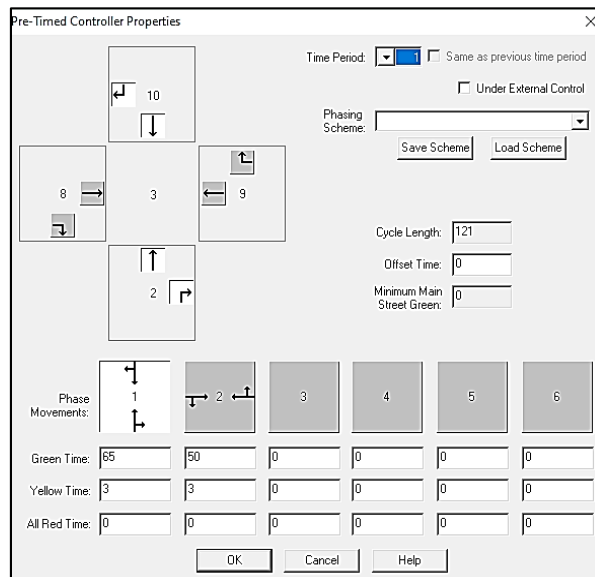 Pre-Timed Controller Properties
Time Period: 1 Same as previous time period
Under External Control
Phasing Scheme:
Save Scheme Load Scheme
10
8 3 9
2
Cycle Length: 121
Offset Time: 0
Minimum Main Street Green: 0
Phase Movements: 1 2 3 4 5 6
Green Time: 65 50 0 0 0 0
Yellow Time: 3 3 0 0 0 0
All Red Time: 0 0 0 0 0 0
OK Cancel Help